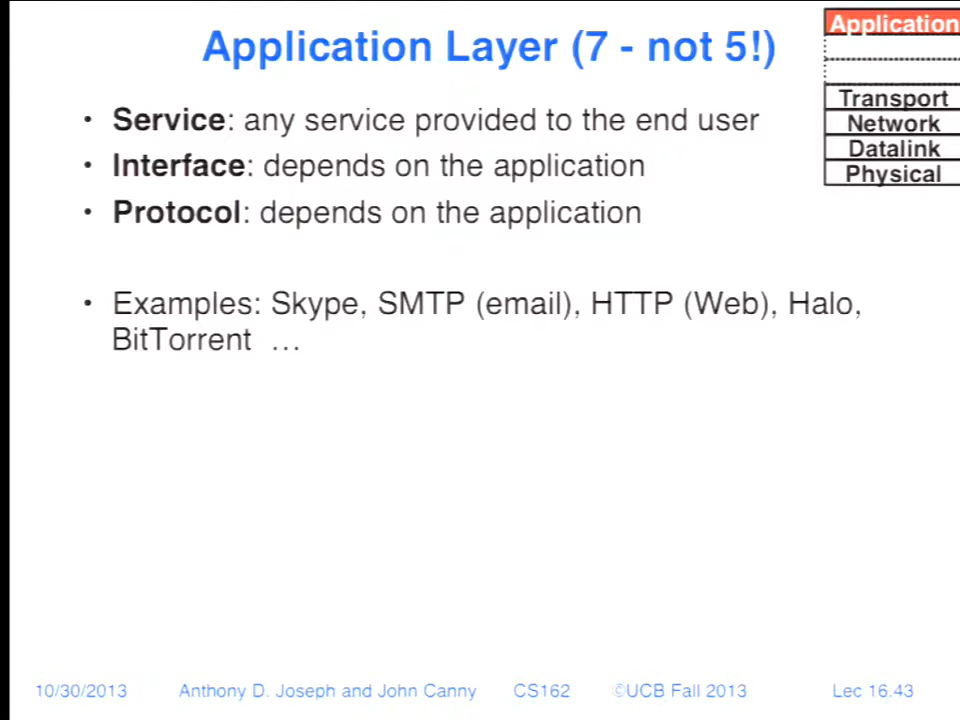 Application Layer (7 - not 5!)
Application
Transport
Network
Datalink
Physical
• Service: any service provided to the end user
• Interface: depends on the application
• Protocol: depends on the application
• Examples: Skype, SMTP (email), HTTP (Web), Halo,
BitTorrent ...
10/30/2013 Anthony D. Joseph and John Canny CS162 ©UCB Fall 2013 Lec 16.43